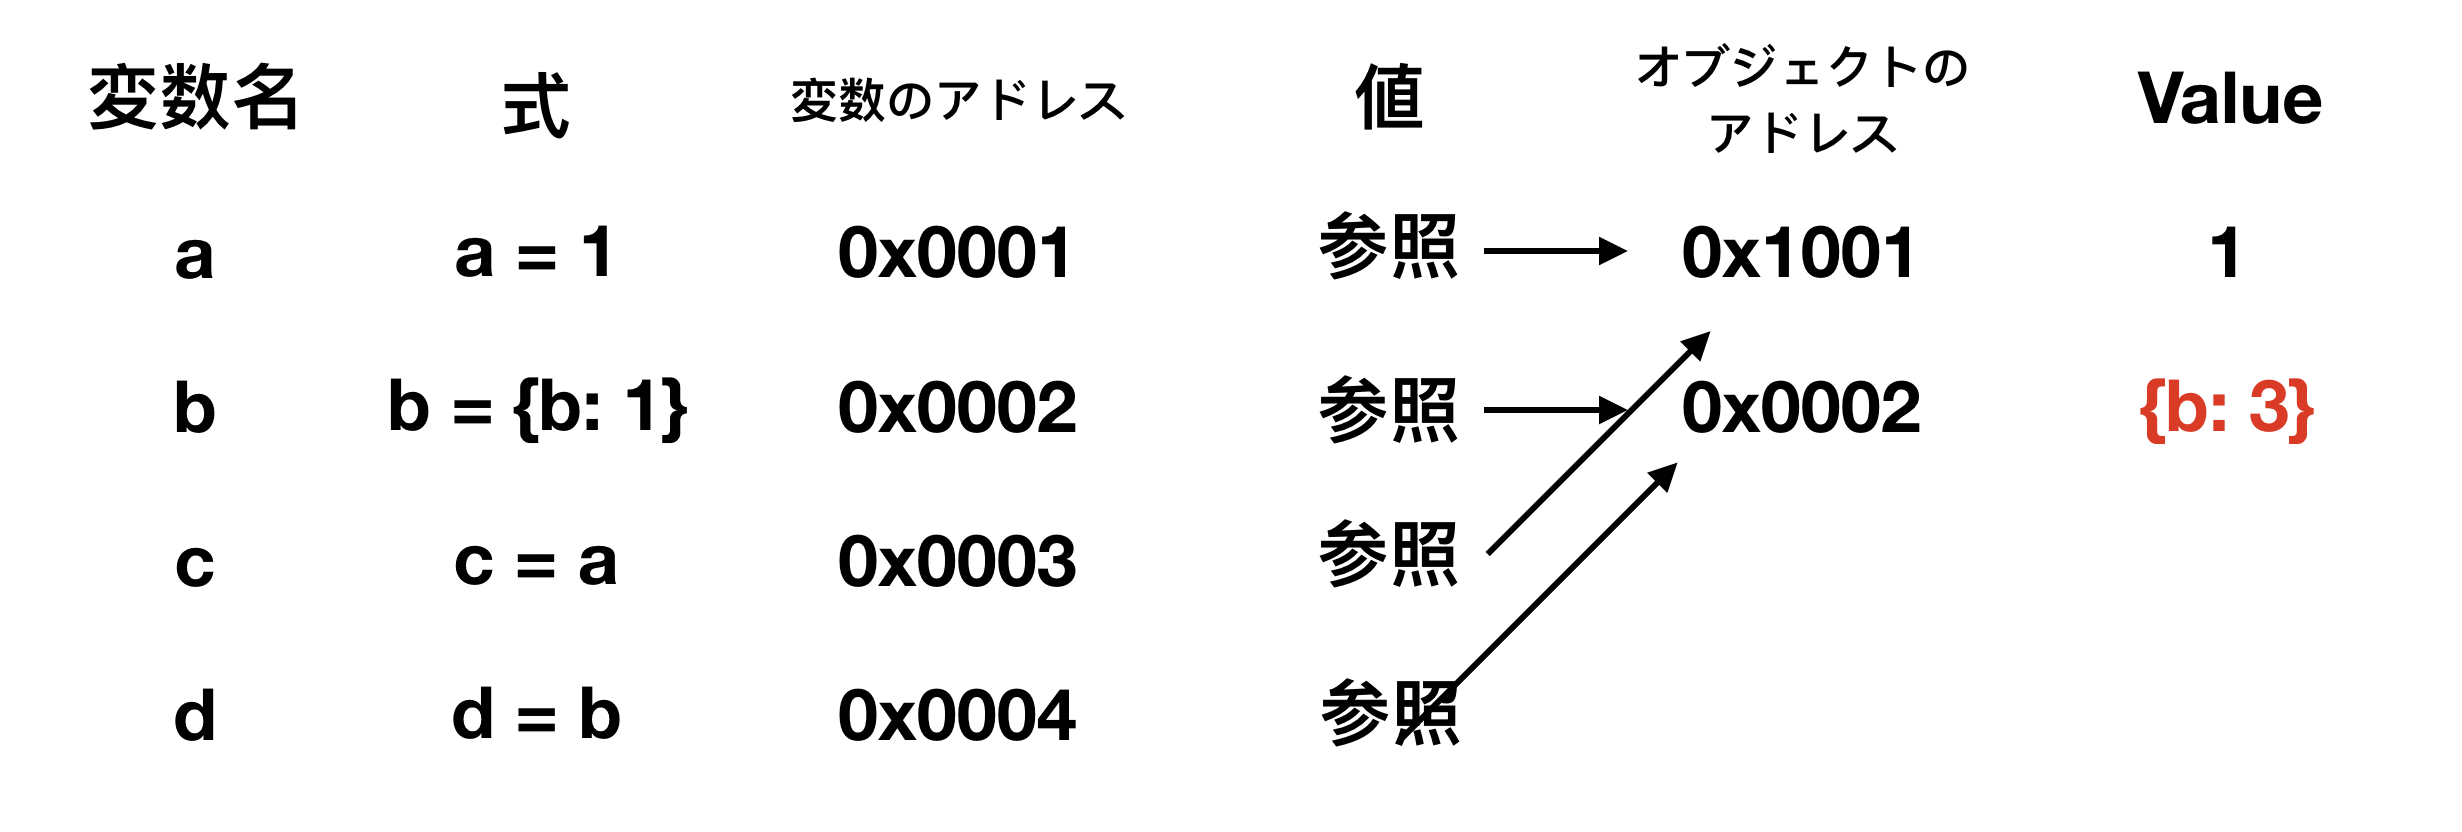 変数名 式 変数のアドレス 値 オブジェクトの Value
アドレス
a a = 1 0x0001 参照 0x1001 1
b b = {b: 1} 0x0002 参照 0x0002 {b: 3}
c c = a 0x0003 参照
d d = b 0x0004 参照